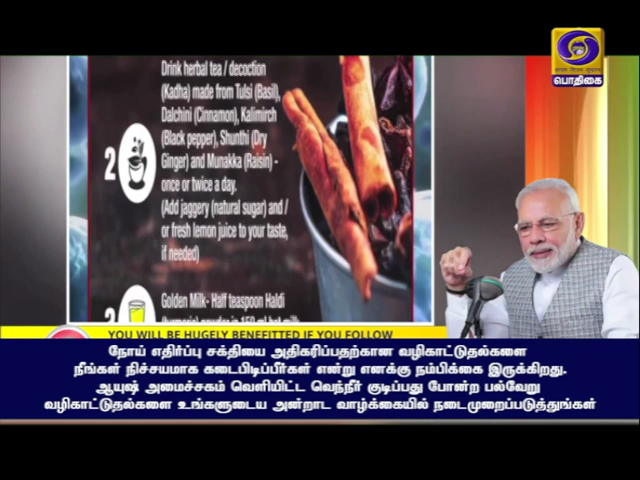 பொதிகை
Drink herbal tea / decoction
(Kadha) made from Tulsi (Basil),
Dalchini (Cinnamon), Kalimirch
(Black pepper), Shunthi (Dry
Ginger) and Munakka (Raisin) -
once or twice a day.
(Add jaggery (natural sugar) and /
or fresh lemon juice to your taste,
if needed)
2
Golden Milk- Half teaspoon Haldi
YOU WILL BE HUGELY BENEFITTED IF YOU FOLLOW
நோய் எதிர்ப்பு சக்தியை அதிகரிப்பதற்கான வழிகாட்டுதல்களை
நீங்கள் நிச்சயமாக கடைபிடிப்பீர்கள் என்று எனக்கு நம்பிக்கை இருக்கிறது.
ஆயுஷ் அமைச்சகம் வெளியிட்ட வெந்நீர் குடிப்பது போன்ற பல்வேறு
வழிகாட்டுதல்களை உங்களுடைய அன்றாட வாழ்க்கையில் நடைமுறைப்படுத்துங்கள்